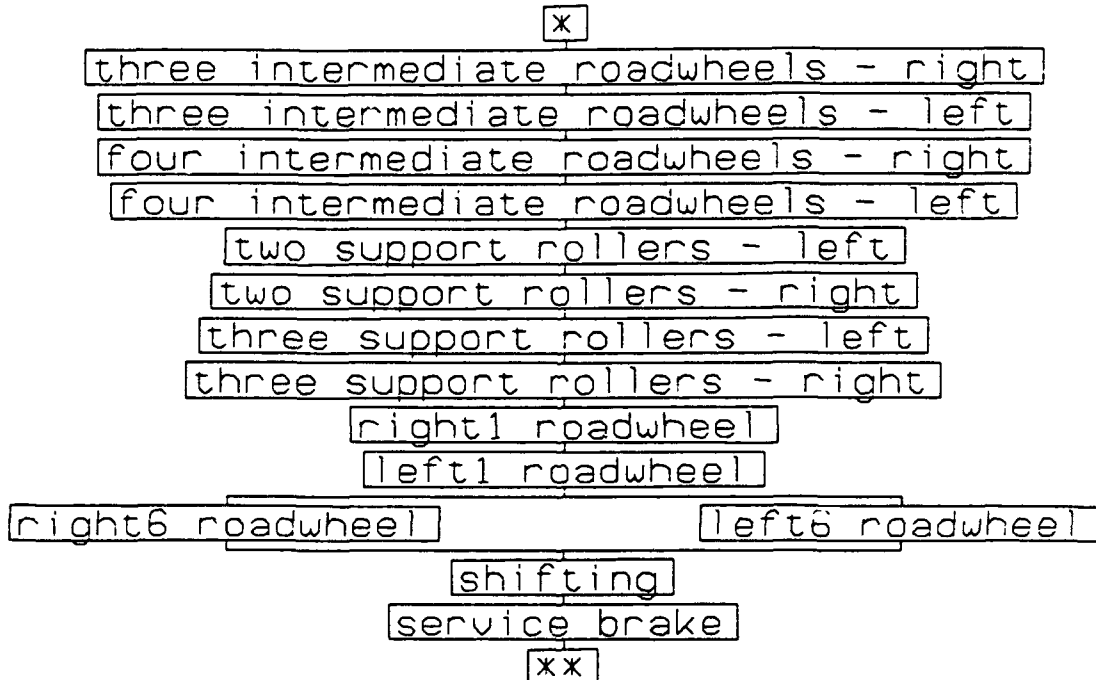 *
three intermediate roadwheels - right
three intermediate roadwheels - left
four intermediate roadwheels - right
four intermediate roadwheels - left
two support rollers - left
two support rollers - right
three support rollers - left
three support rollers - right
right1 roadwheel
left1 roadwheel
right6 roadwheel left6 roadwheel
shifting
service brake
**